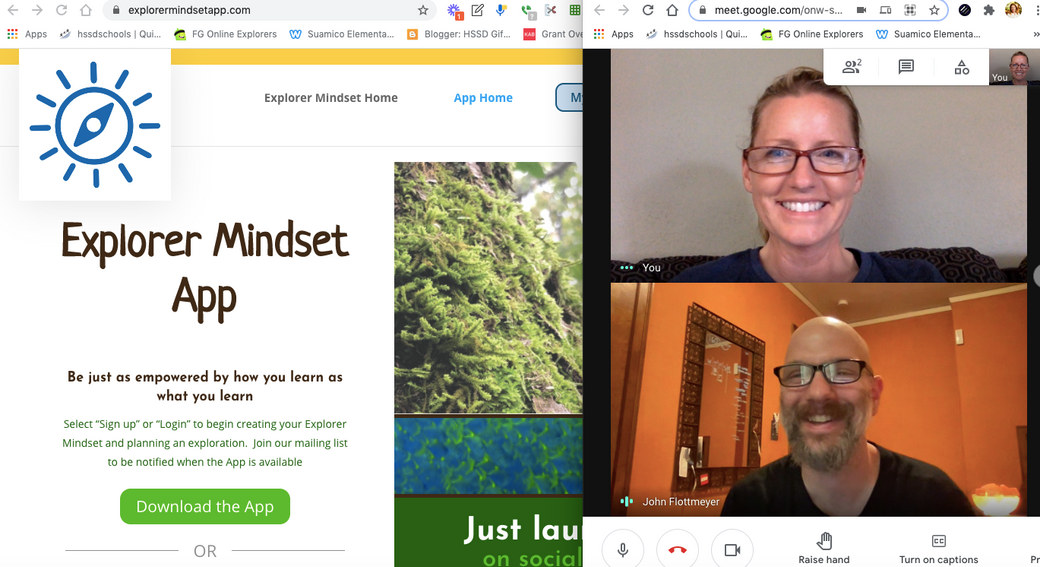 explorermindsetapp.com
Apps
hssdschools | Qui...
FG Online Explorers
Suamico Elementa...
Blogger: HSSD Gif...
Grant Ove
Explorer Mindset Home
App Home
My
Explorer Mindset
App
Be just as empowered by how you learn as
what you learn
Select “Sign up” or “Login” to begin creating your Explorer
Mindset and planning an exploration. Join our mailing list
to be notified when the App is available
Download the App
OR
Just lau
on social
meet.google.com/onw-s...
Apps
hssdschools | Qui...
FG Online Explorers
Suamico Elementa...
»
2
You
You
John Flottmeyer
Raise hand
Turn on captions
Pr